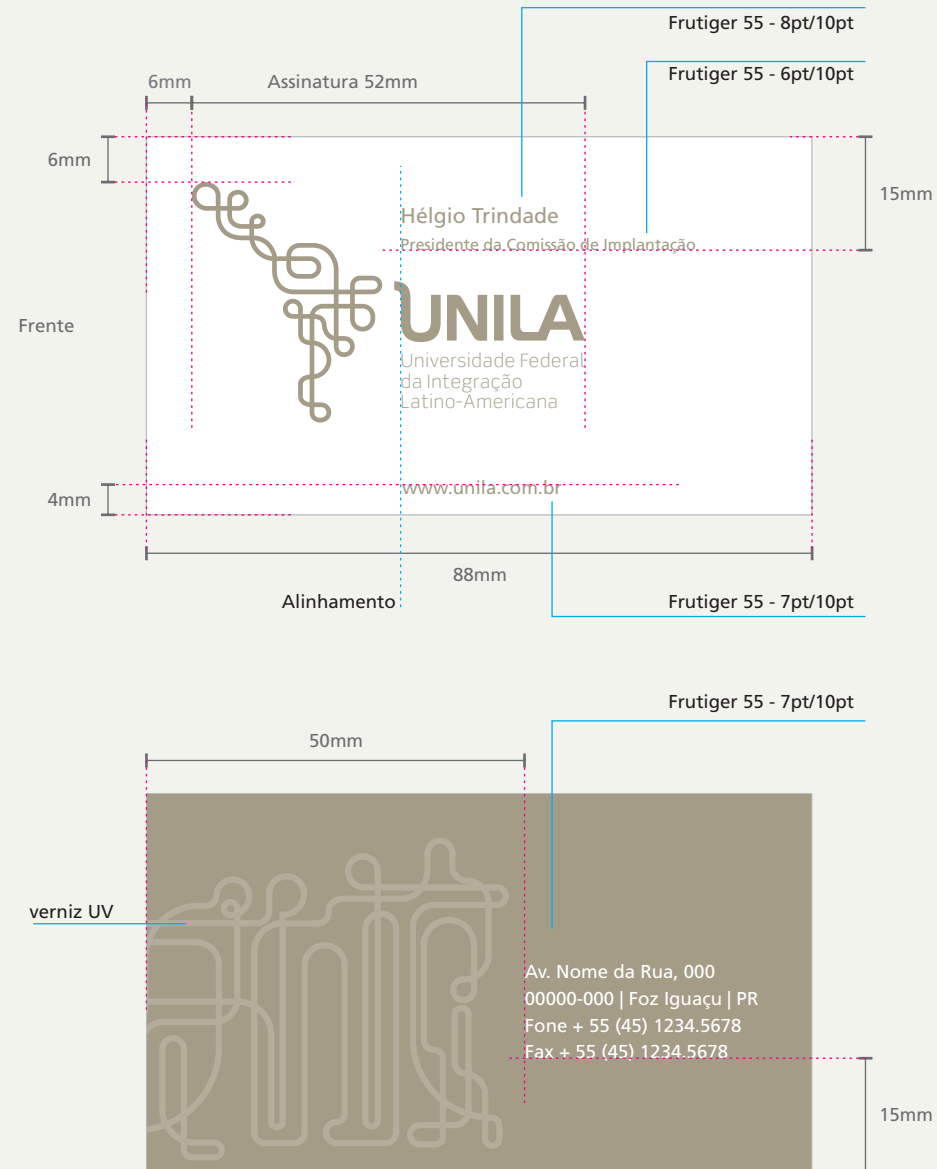 Frutiger 55 - 8pt/10pt
Frutiger 55 - 6pt/10pt
6mm
Assinatura 52mm
6mm
15mm
Hélgio Trindade
Presidente da Comissão de Implantação
Frente
UNILA
Universidade Federal
da Integração
Latino-Americana
4mm
www.unila.com.br
88mm
Alinhamento
Frutiger 55 - 7pt/10pt
Frutiger 55 - 7pt/10pt
50mm
verniz UV
Av. Nome da Rua, 000
00000-000 | Foz Iguaçu | PR
Fone + 55 (45) 1234.5678
Fax + 55 (45) 1234.5678
15mm